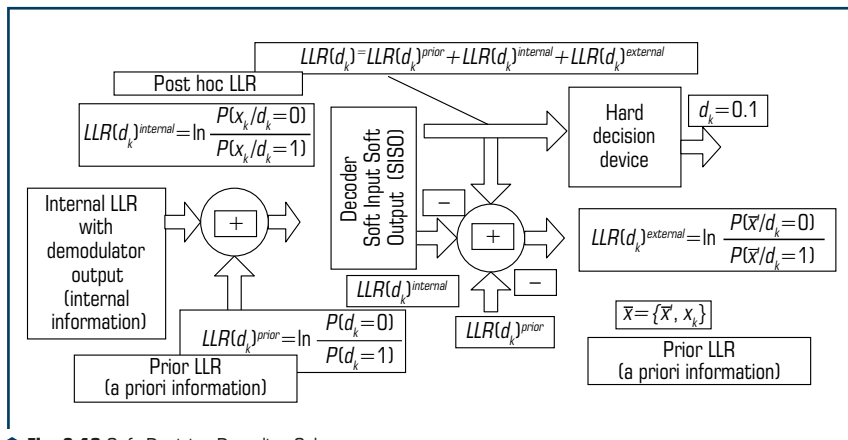 LLR(d_k)=LLR(d_k)^prior+LLR(d_k)^internal+LLR(d_k)^external
Post hoc LLR
LLR(d_k)^internal=ln P(x_k/d_k=0)
P(x_k/d_k=1)
Decoder
Soft Input Soft
Output (SISO)
Hard
decision
device
d_k=0.1
Internal LLR
with
demodulator
output
(internal
information)
+
−
+
−
LLR(d_k)^external=ln P(x̅'/d_k=0)
P(x̅'/d_k=1)
LLR(d_k)^internal
LLR(d_k)^prior=ln P(d_k=0)
P(d_k=1)
LLR(d_k)^prior
x̅={x̅', x_k}
Prior LLR
(a priori information)
Prior LLR
(a priori information)